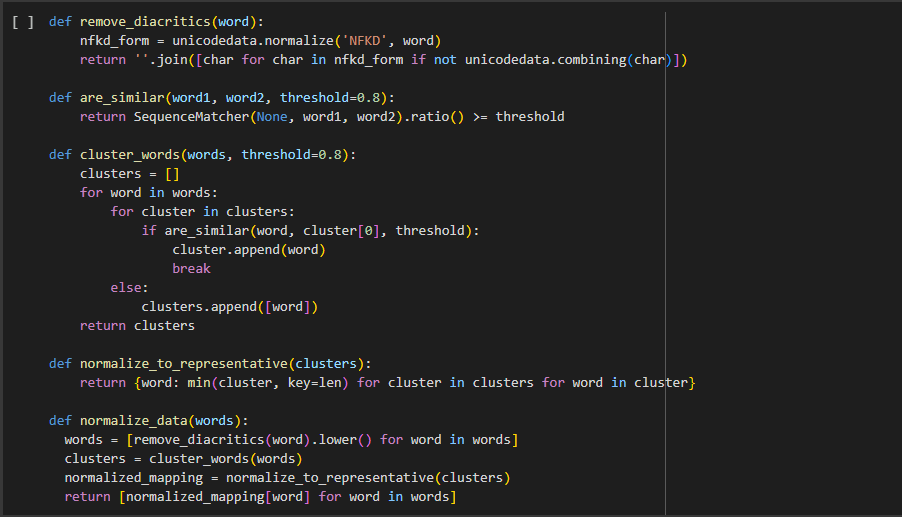 [ ] def remove_diacritics(word):
    nfkd_form = unicodedata.normalize('NFKD', word)
    return ''.join([char for char in nfkd_form if not unicodedata.combining(char)])

def are_similar(word1, word2, threshold=0.8):
    return SequenceMatcher(None, word1, word2).ratio() >= threshold

def cluster_words(words, threshold=0.8):
    clusters = []
    for word in words:
        for cluster in clusters:
            if are_similar(word, cluster[0], threshold):
                cluster.append(word)
                break
        else:
            clusters.append([word])
    return clusters

def normalize_to_representative(clusters):
    return {word: min(cluster, key=len) for cluster in clusters for word in cluster}

def normalize_data(words):
  words = [remove_diacritics(word).lower() for word in words]
  clusters = cluster_words(words)
  normalized_mapping = normalize_to_representative(clusters)
  return [normalized_mapping[word] for word in words]